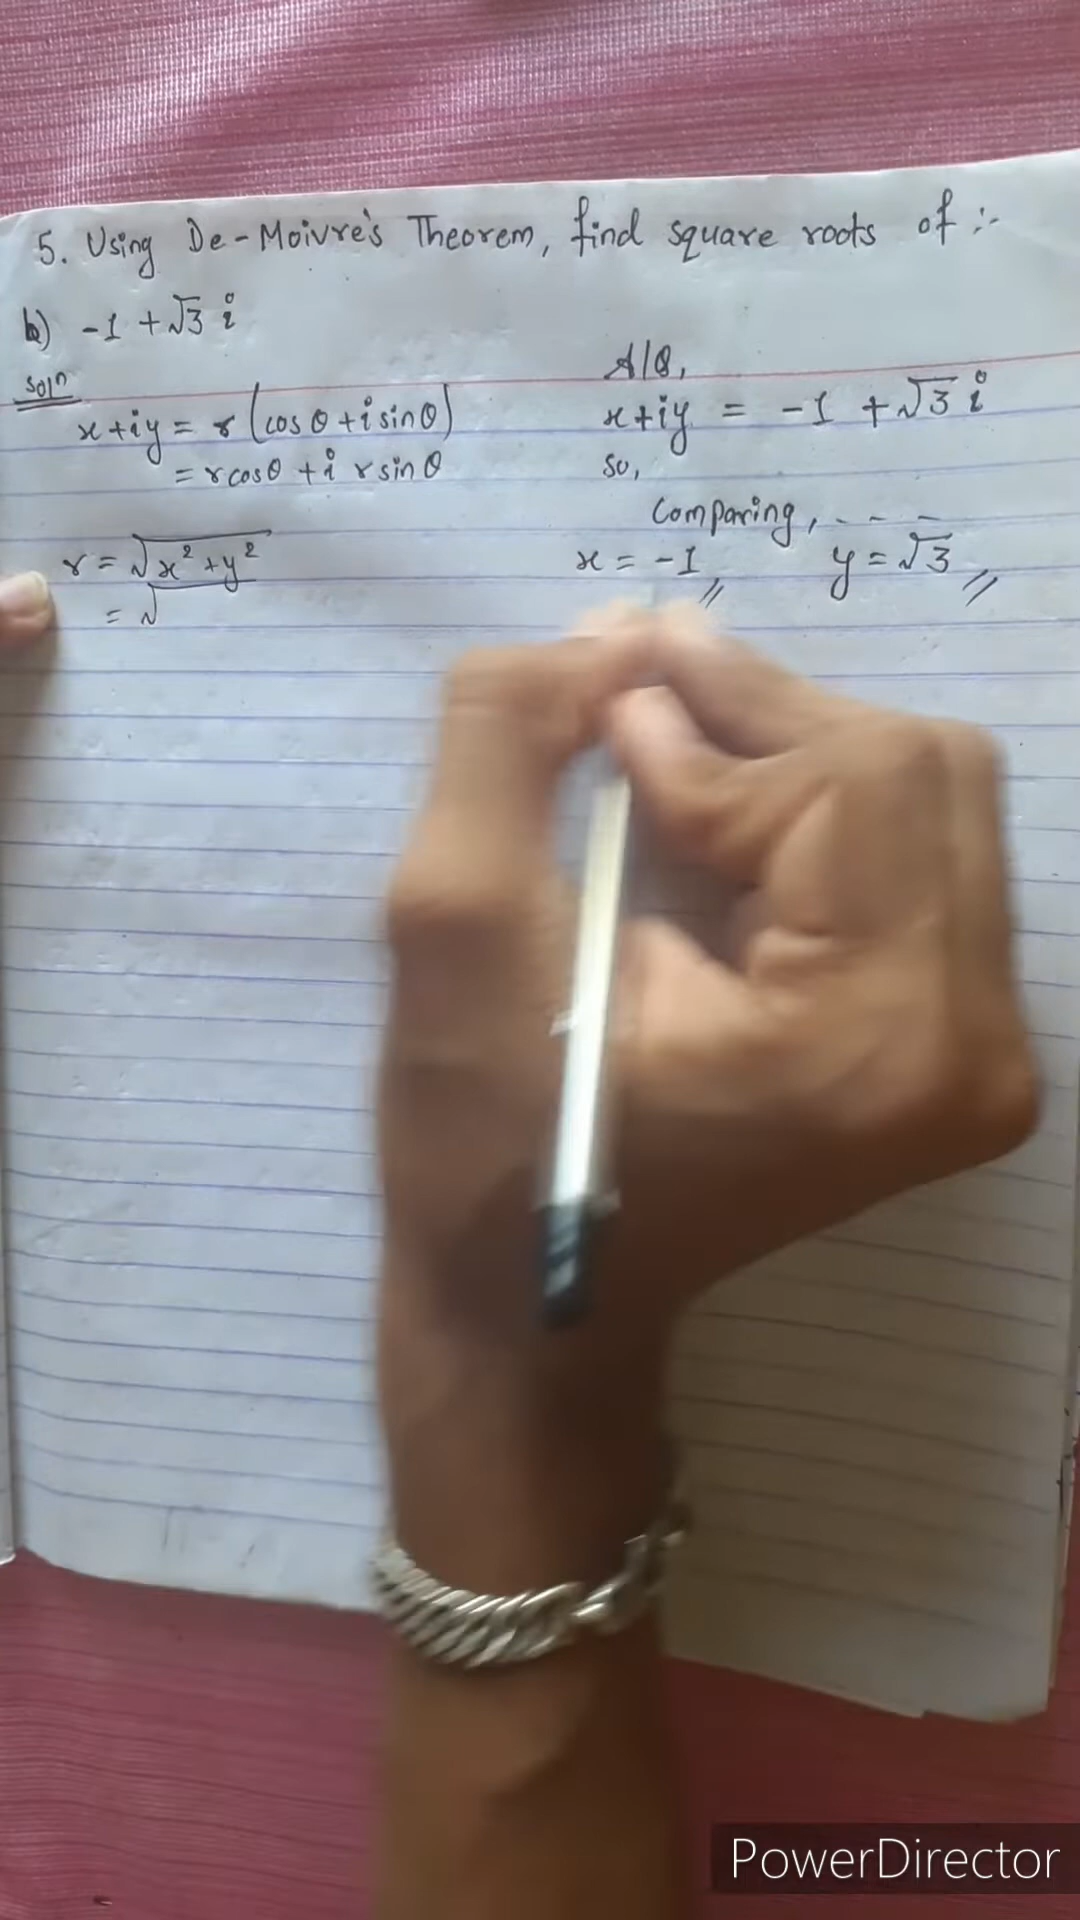 5. Using De-Moivre's Theorem, find square roots of :-
b) -1 + √3 i
Soln
x+iy = r (cos θ + i sin θ)
= r cos θ + i r sin θ
r = √x² + y²
= √
A/Q,
x+iy = -1 + √3 i
so,
Comparing, - - -
x = -1,, y = √3,,
PowerDirector